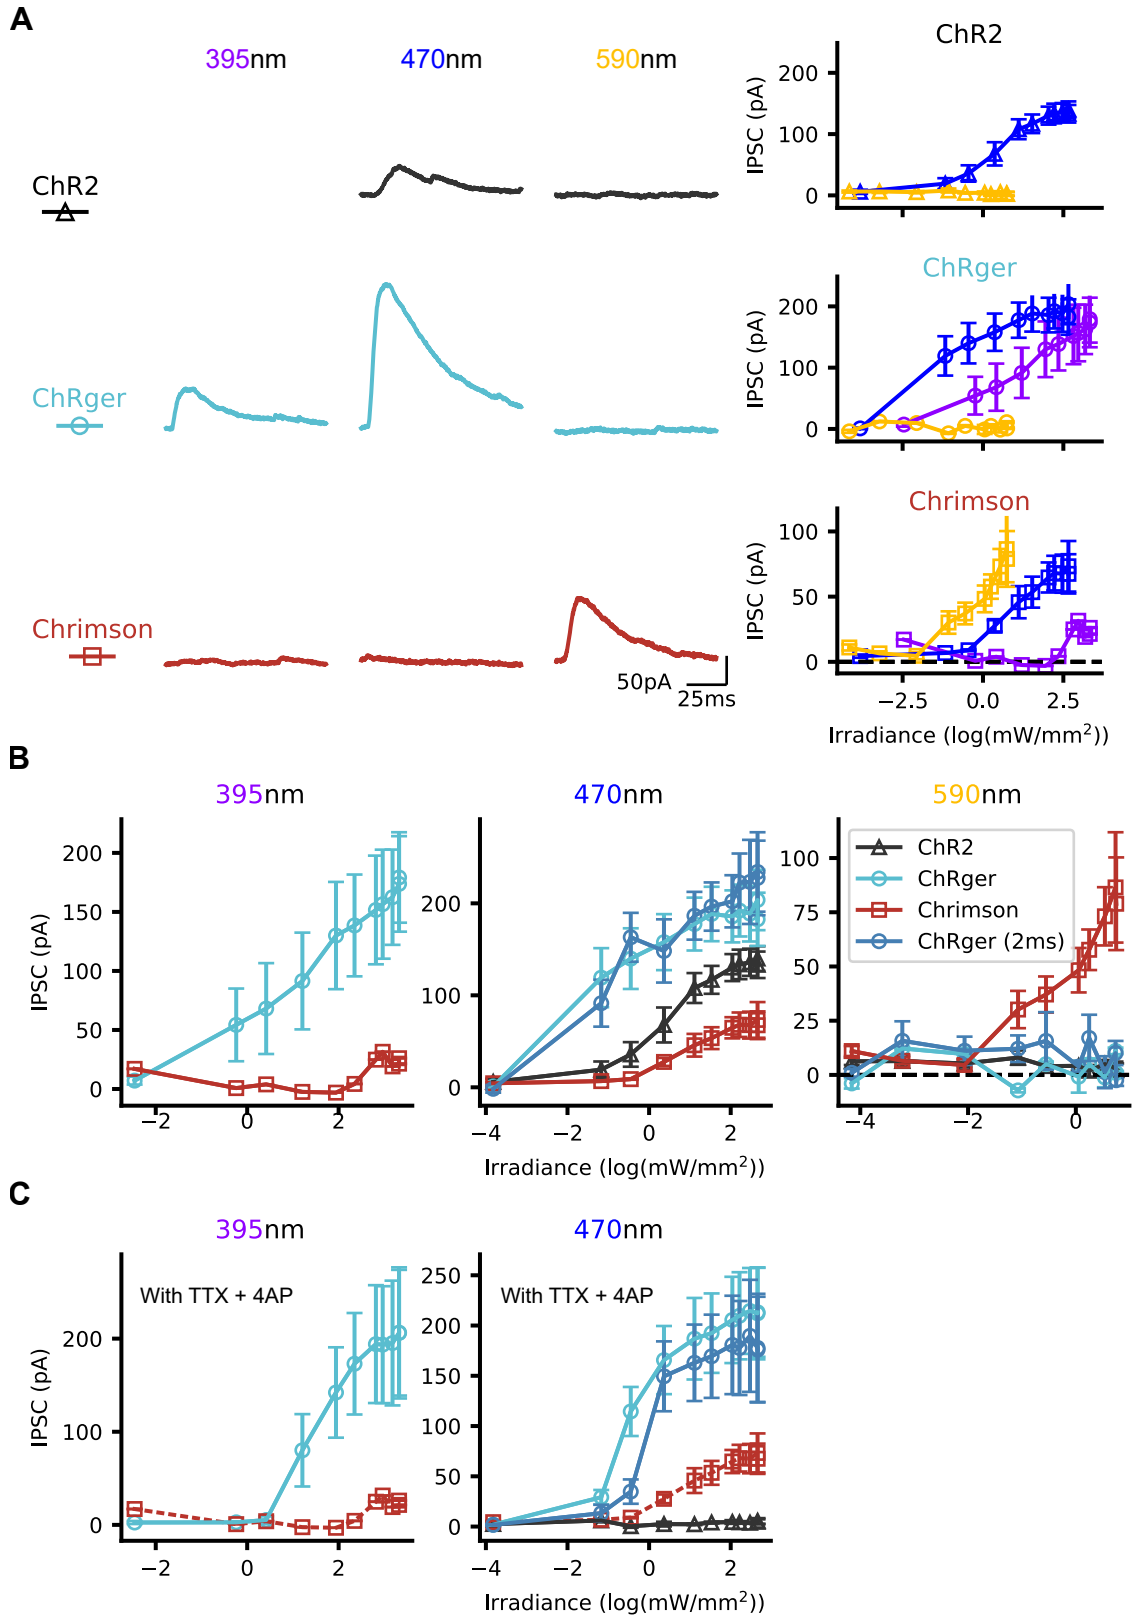 A
395nm
470nm
590nm
ChR2
ChRger
Chrimson
50pA
25ms
ChR2
IPSC (pA)
200
100
0
ChRger
IPSC (pA)
200
100
0
Chrimson
IPSC (pA)
100
50
0
−2.5
0.0
2.5
Irradiance (log(mW/mm²))
B
395nm
IPSC (pA)
200
150
100
50
0
−2
0
2
470nm
200
100
0
−4
−2
0
2
Irradiance (log(mW/mm²))
590nm
100
75
50
25
0
−4
−2
0
ChR2
ChRger
Chrimson
ChRger (2ms)
C
395nm
With TTX + 4AP
IPSC (pA)
200
100
0
−2
0
2
470nm
With TTX + 4AP
250
200
150
100
50
0
−4
−2
0
2
Irradiance (log(mW/mm²))